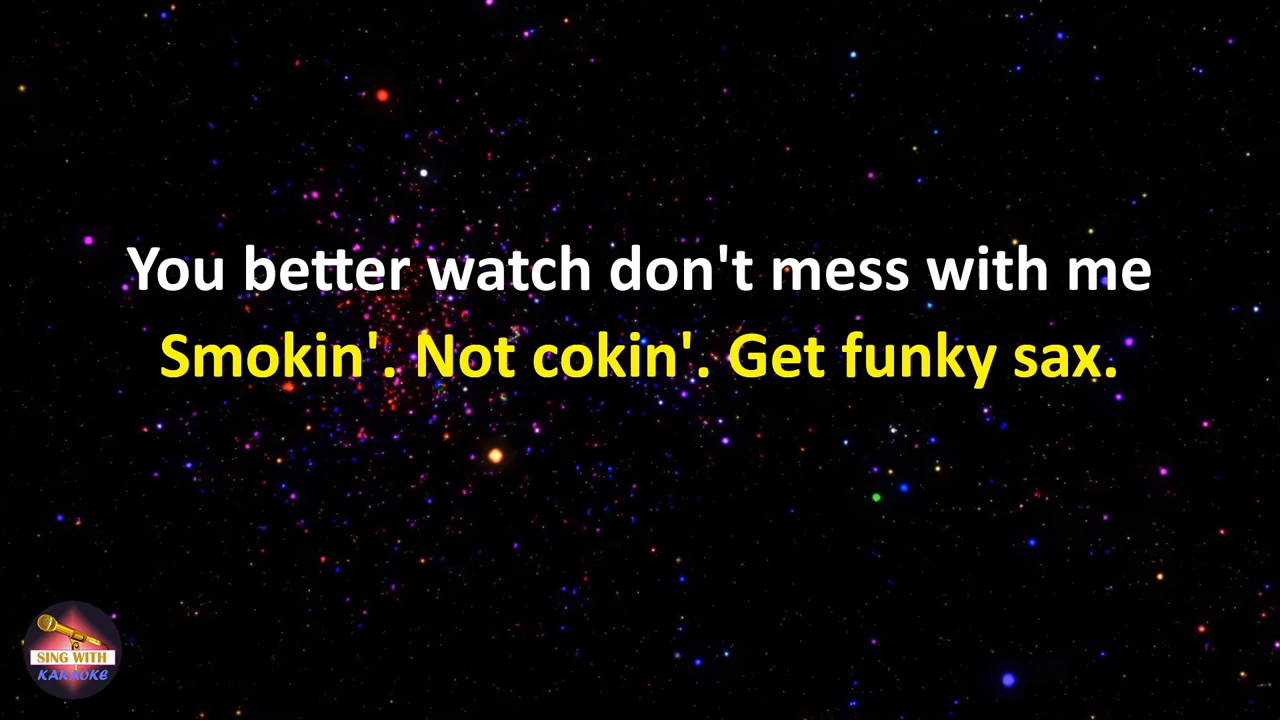 You better watch don't mess with me
Smokin'. Not cokin'. Get funky sax.
SING WITH
KARAOKE